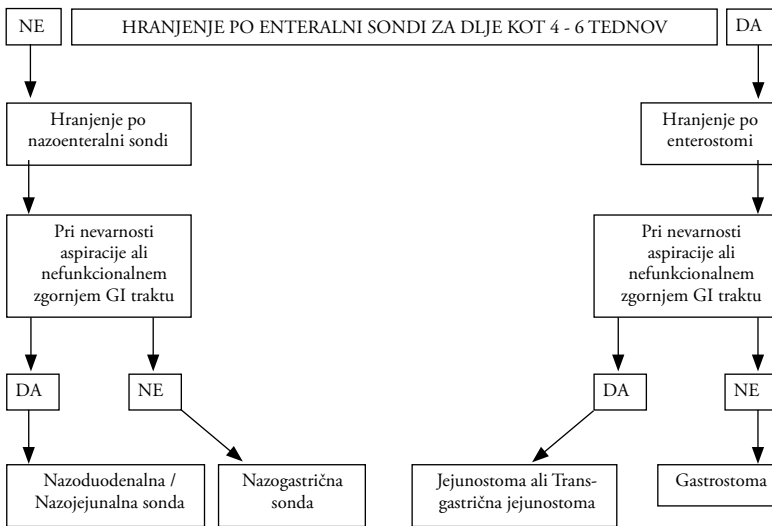 NE
HRANJENJE PO ENTERALNI SONDI ZA DLJE KOT 4 - 6 TEDNOV
DA
Hranjenje po
nazoenteralni sondi
Hranjenje po
enterostomi
Pri nevarnosti
aspiracije ali
nefunkcionalnem
zgornjem GI traktu
Pri nevarnosti
aspiracije ali
nefunkcionalnem
zgornjem GI traktu
DA
NE
DA
NE
Nazoduodenalna /
Nazojejunalna sonda
Nazogastrična
sonda
Jejunostoma ali Trans-
gastrična jejunostoma
Gastrostoma